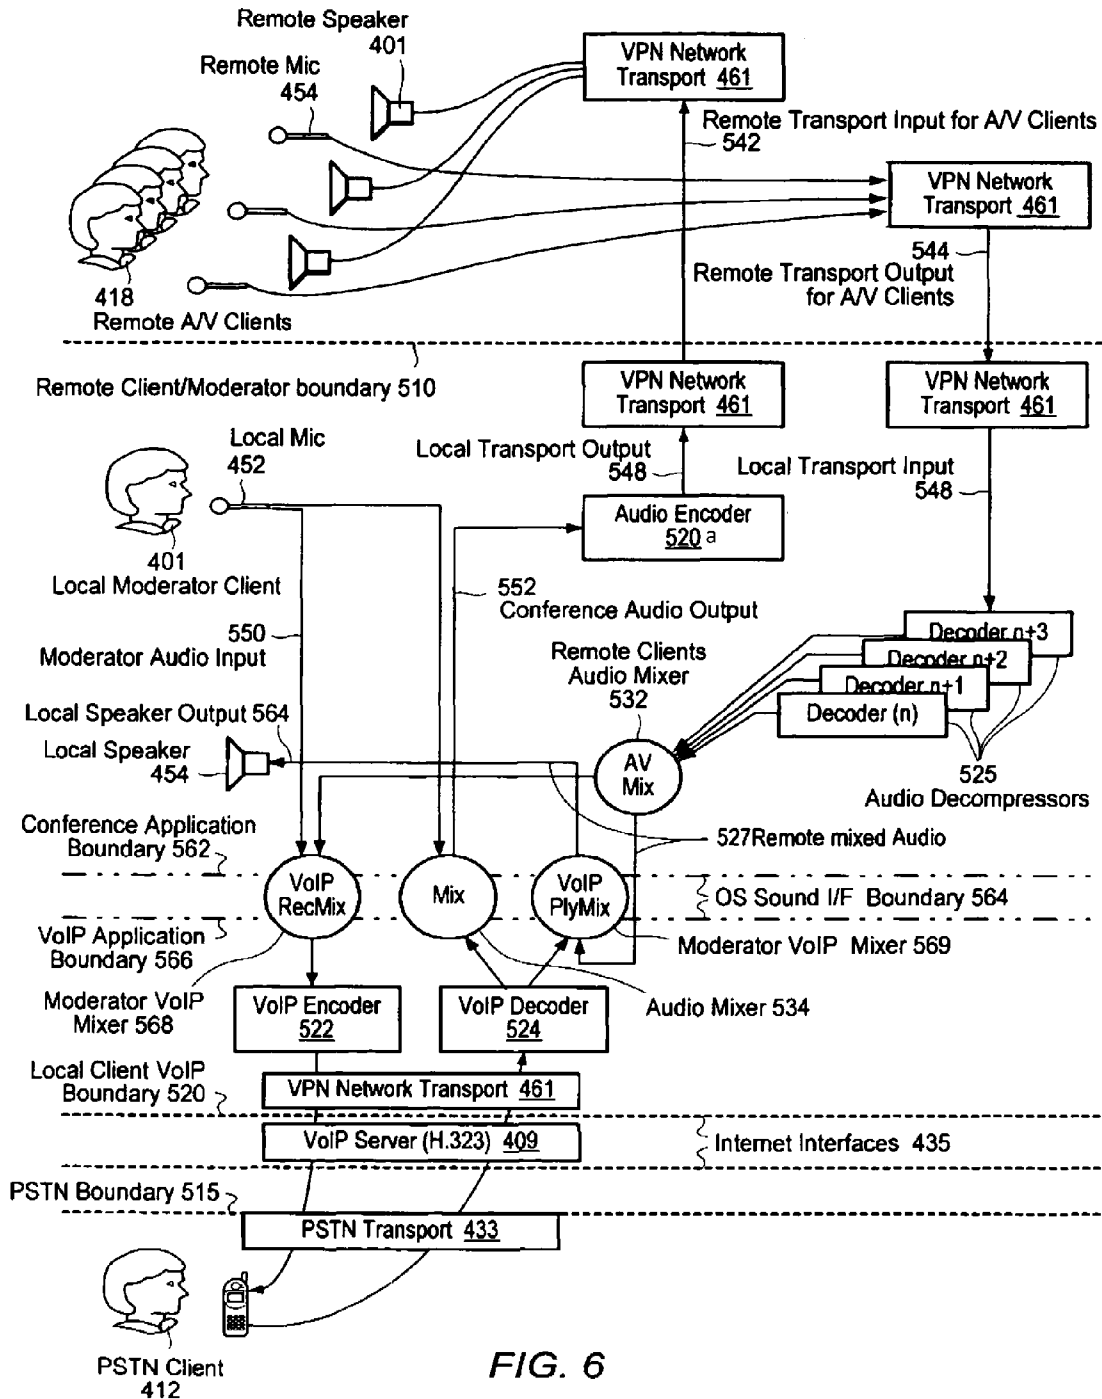 Remote Speaker
401
Remote Mic
454
VPN Network
Transport 461
Remote Transport Input for A/V Clients
542
VPN Network
Transport 461
544
Remote Transport Output
for A/V Clients
418
Remote A/V Clients
Remote Client/Moderator boundary 510
VPN Network
Transport 461
VPN Network
Transport 461
Local Mic
452
Local Transport Output
548
Local Transport Input
548
Audio Encoder
520 a
401
Local Moderator Client
552
Conference Audio Output
550
Moderator Audio Input
Decoder n+3
Decoder n+2
Decoder n+1
Decoder (n)
Remote Clients
Audio Mixer
532
Local Speaker Output 564
Local Speaker
454
AV
Mix
525
Audio Decompressors
Conference Application
Boundary 562
527Remote mixed Audio
VoIP
RecMix
Mix
VoIP
PlyMix
OS Sound I/F Boundary 564
VoIP Application
Boundary 566
Moderator VoIP Mixer 569
Moderator VoIP
Mixer 568
VoIP Encoder
522
VoIP Decoder
524
Audio Mixer 534
Local Client VoIP
Boundary 520
VPN Network Transport 461
VoIP Server (H.323) 409
Internet Interfaces 435
PSTN Boundary 515
PSTN Transport 433
PSTN Client
412
FIG. 6